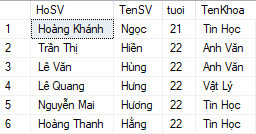 HoSV TenSV tuoi TenKhoa
1 Hoàng Khánh Ngọc 21 Tin Học
2 Trần Thị Hiền 22 Anh Văn
3 Lê Văn Hùng 22 Anh Văn
4 Lê Quang Hưng 22 Vật Lý
5 Nguyễn Mai Hương 22 Tin Học
6 Hoàng Thanh Hằng 22 Tin Học